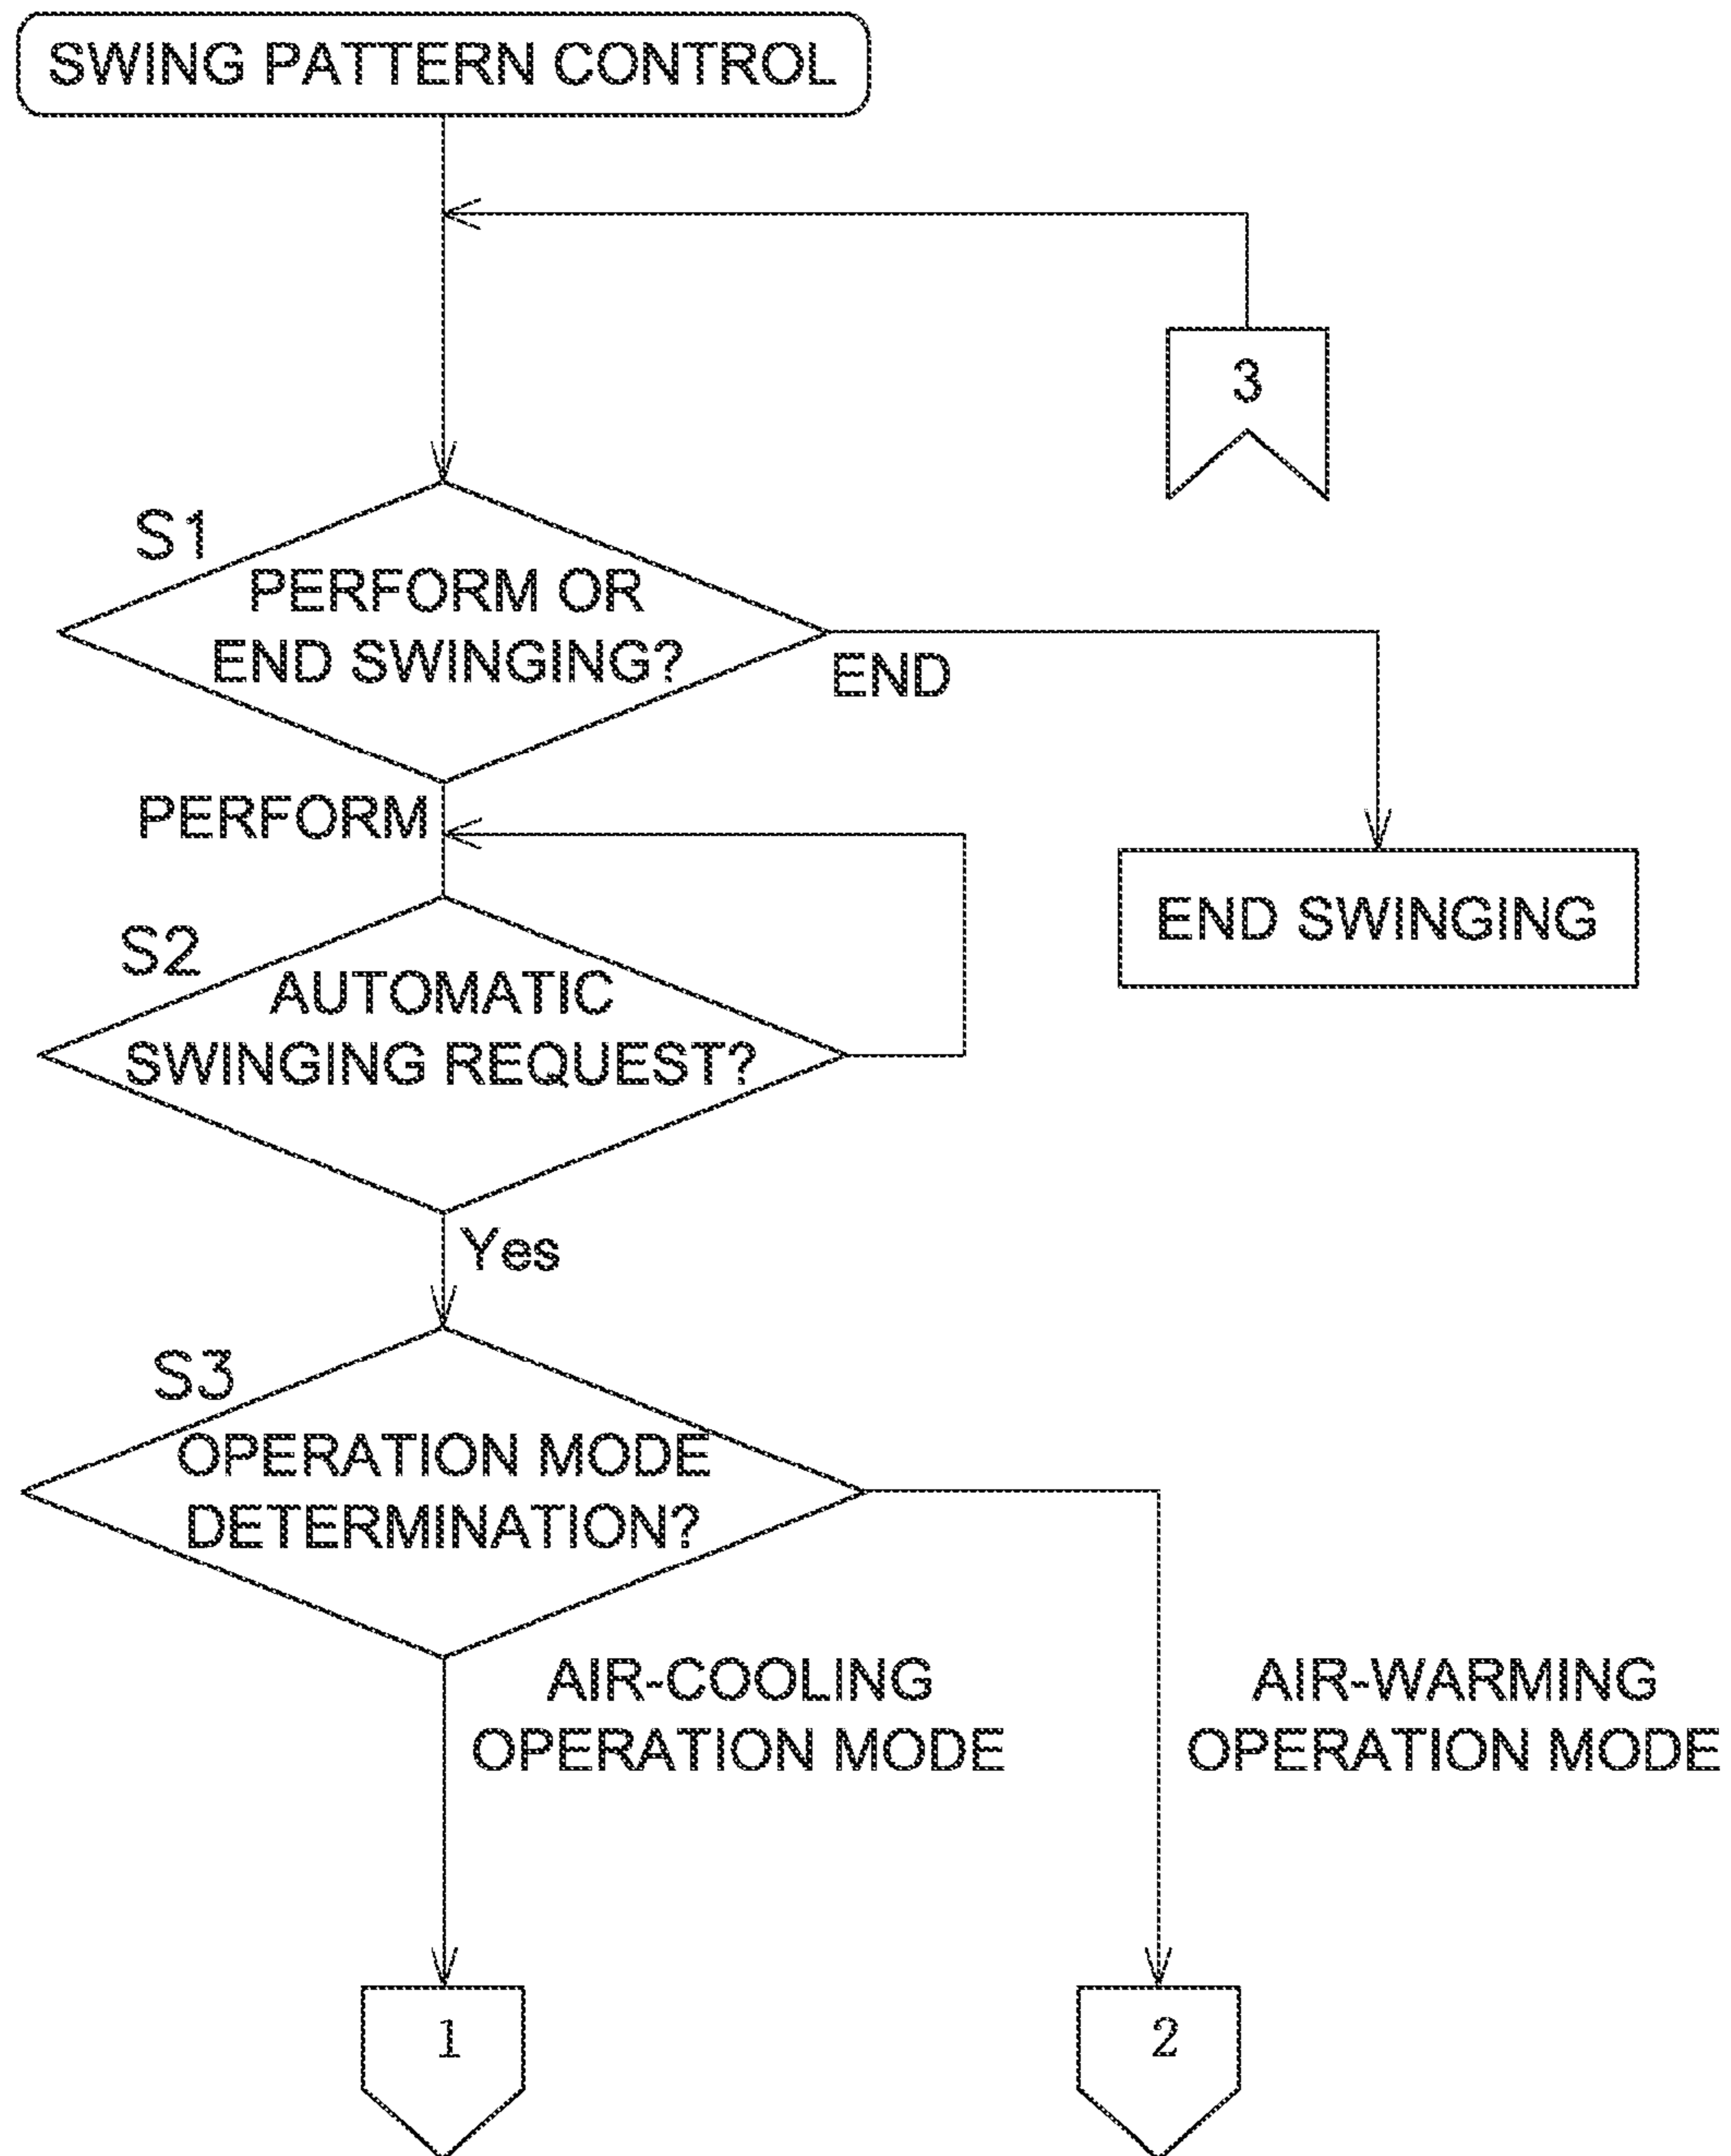 SWING PATTERN CONTROL
3
S1
PERFORM OR
END SWINGING?
END
PERFORM
END SWINGING
S2
AUTOMATIC
SWINGING REQUEST?
Yes
S3
OPERATION MODE
DETERMINATION?
AIR-COOLING
OPERATION MODE
AIR-WARMING
OPERATION MODE
1
2